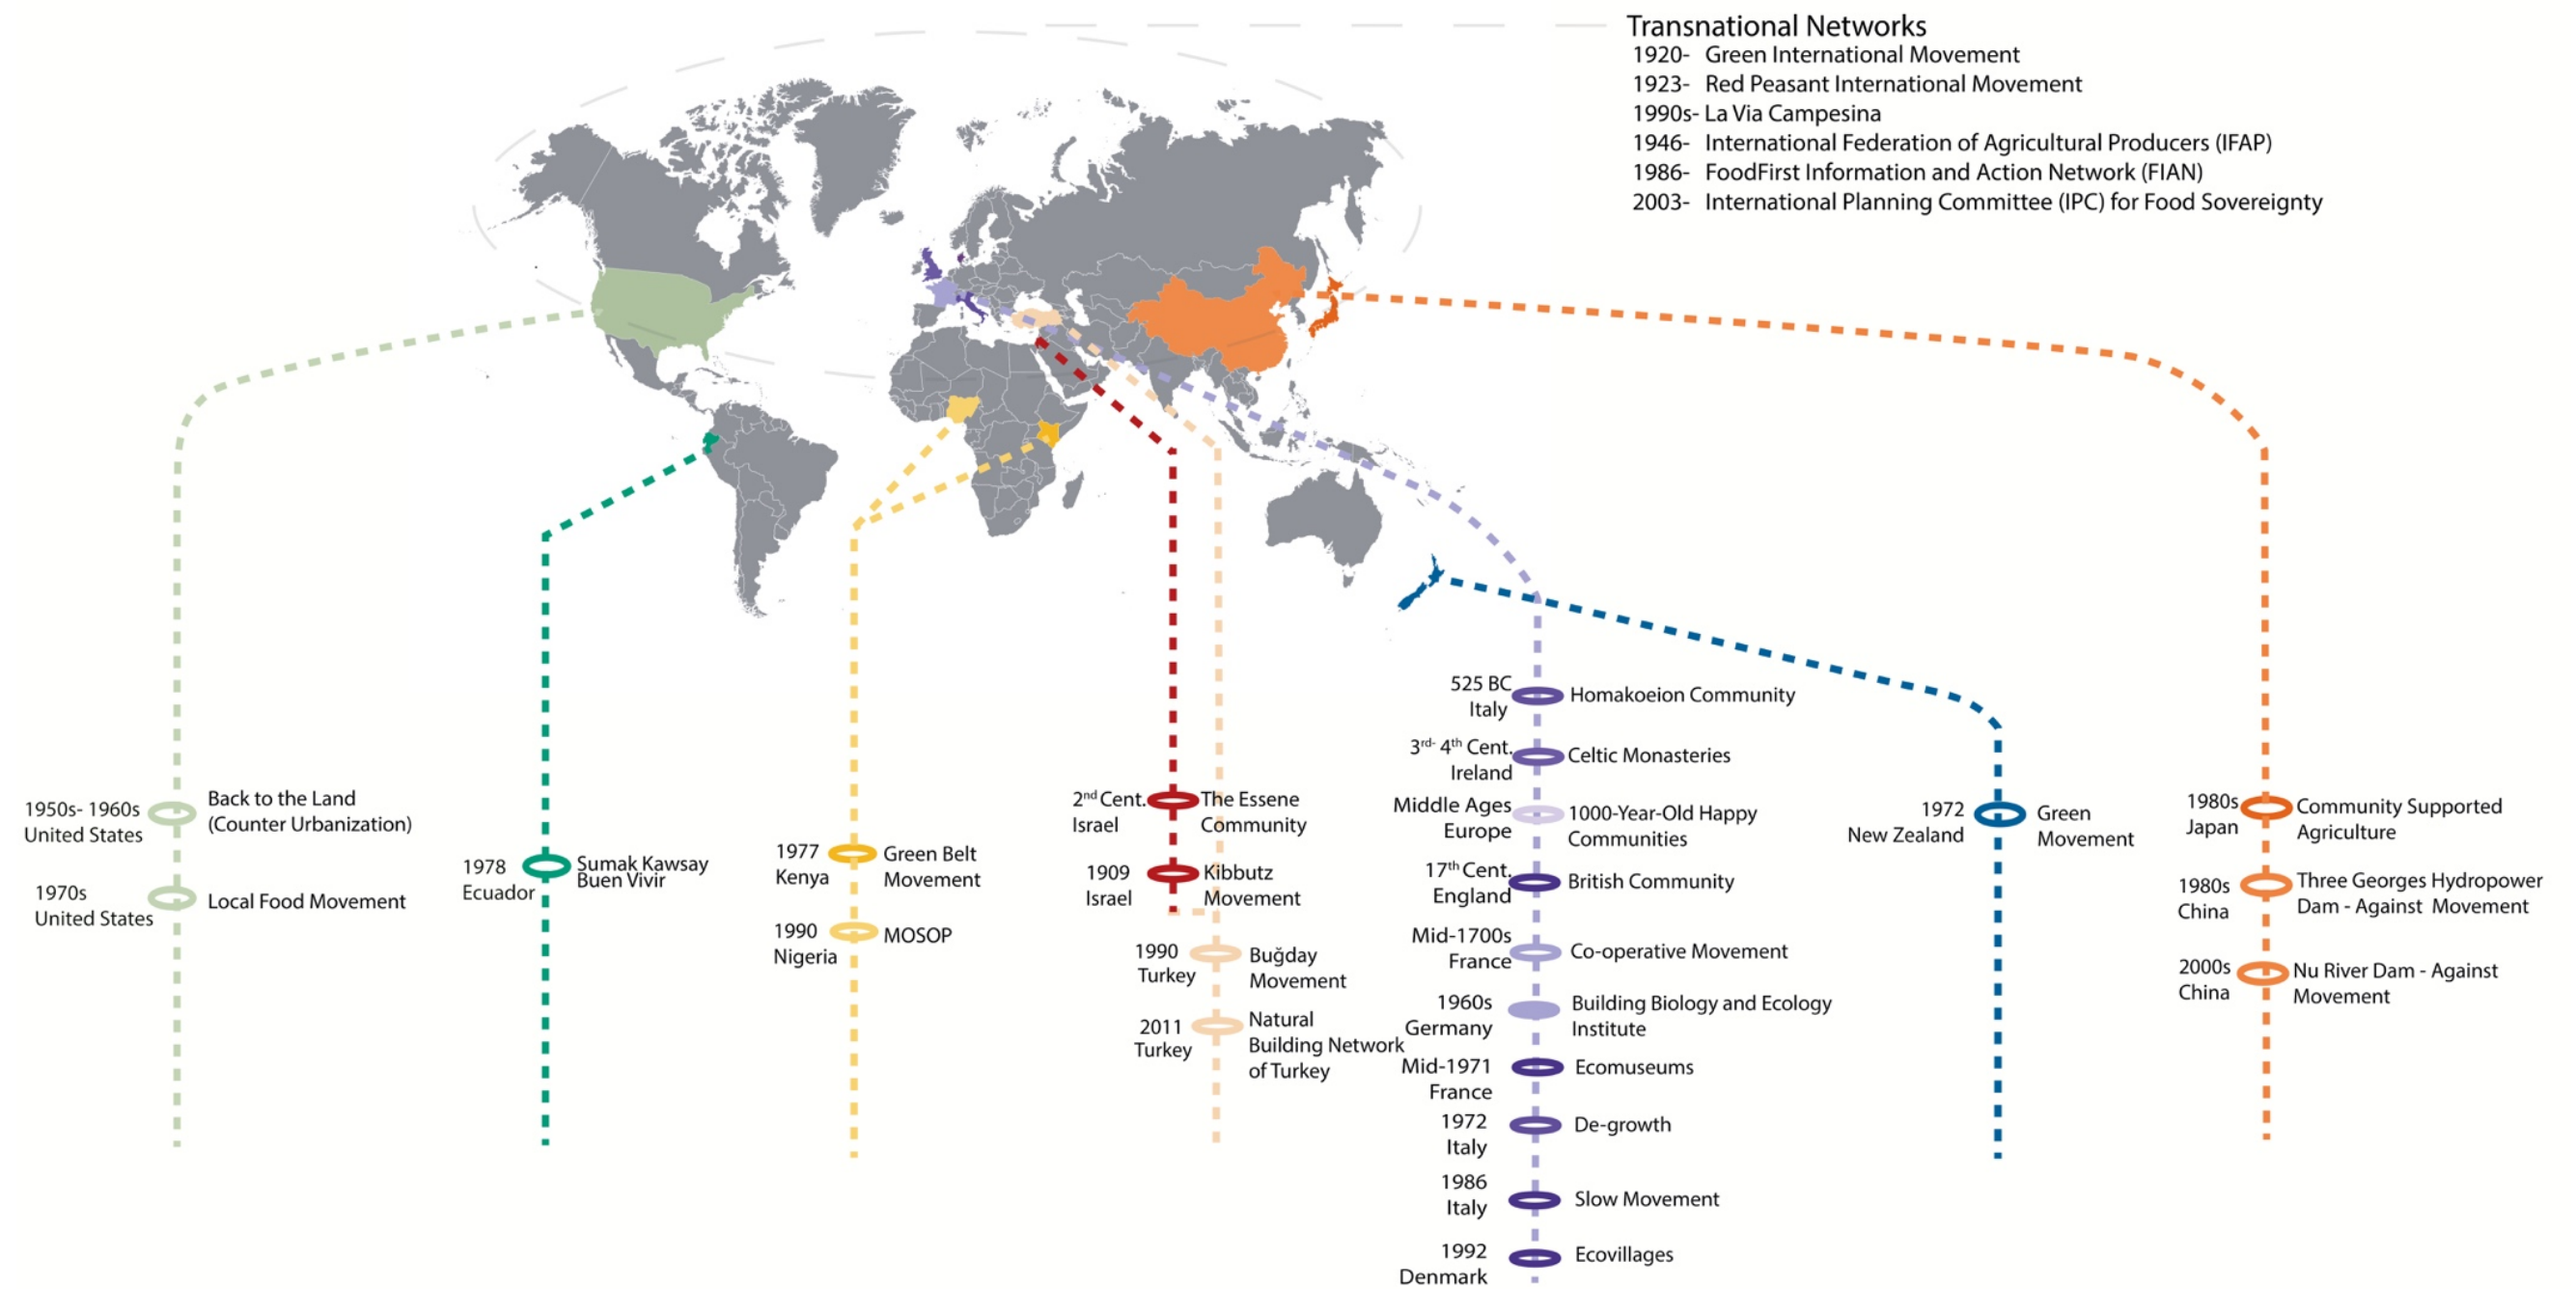 Transnational Networks
1920- Green International Movement
1923- Red Peasant International Movement
1990s- La Via Campesina
1946- International Federation of Agricultural Producers (IFAP)
1986- FoodFirst Information and Action Network (FIAN)
2003- International Planning Committee (IPC) for Food Sovereignty
1950s- 1960s
United States
Back to the Land
(Counter Urbanization)
1970s
United States
Local Food Movement
1978
Ecuador
Sumak Kawsay
Buen Vivir
1977
Kenya
Green Belt
Movement
1990
Nigeria
MOSOP
2nd Cent.
Israel
The Essene
Community
1909
Israel
Kibbutz
Movement
1990
Turkey
Buğday
Movement
2011
Turkey
Natural
Building Network
of Turkey
525 BC
Italy
Homakoeion Community
3rd- 4th Cent.
Ireland
Celtic Monasteries
Middle Ages
Europe
1000-Year-Old Happy
Communities
17th Cent.
England
British Community
Mid-1700s
France
Co-operative Movement
1960s
Germany
Building Biology and Ecology
Institute
Mid-1971
France
Ecomuseums
1972
Italy
De-growth
1986
Italy
Slow Movement
1992
Denmark
Ecovillages
1972
New Zealand
Green
Movement
1980s
Japan
Community Supported
Agriculture
1980s
China
Three Georges Hydropower
Dam - Against Movement
2000s
China
Nu River Dam - Against
Movement